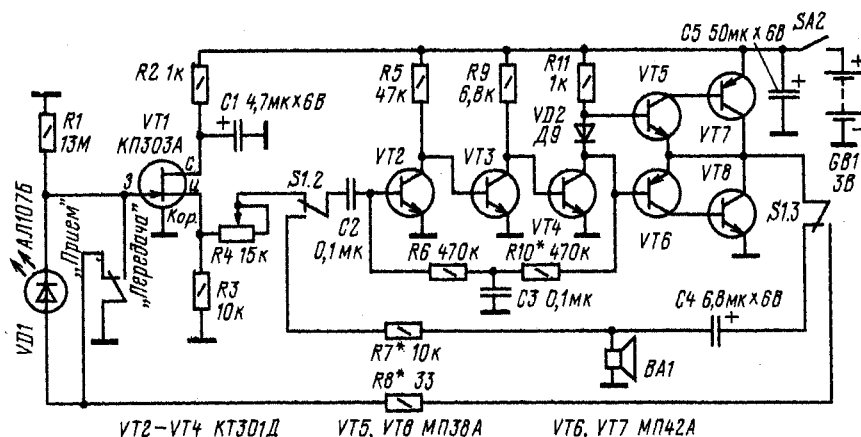 C5 50мк×6В
SA2
R2 1к
C1 4,7мк×6В
R5
47к
R9
6,8к
R11
1к
VT5
+
+
-
R1
13М
VT1
КП303А
VD2
Д9
VT7
С
З
И
VT2
VT3
GB1
3В
АЛ107Б
„Прием”
„Передача”
Кор.
S1.2
C2
0,1мк
VT4
VT8
VT6
S1.3
R4 15к
R6 470к
R10* 470к
R3
10к
C3 0,1мк
C4 6,8мк×6В
+
VD1
R7* 10к
BA1
R8* 33
VT2–VT4 КТ301Д
VT5, VT8 МП38А
VT6, VT7 МП42А